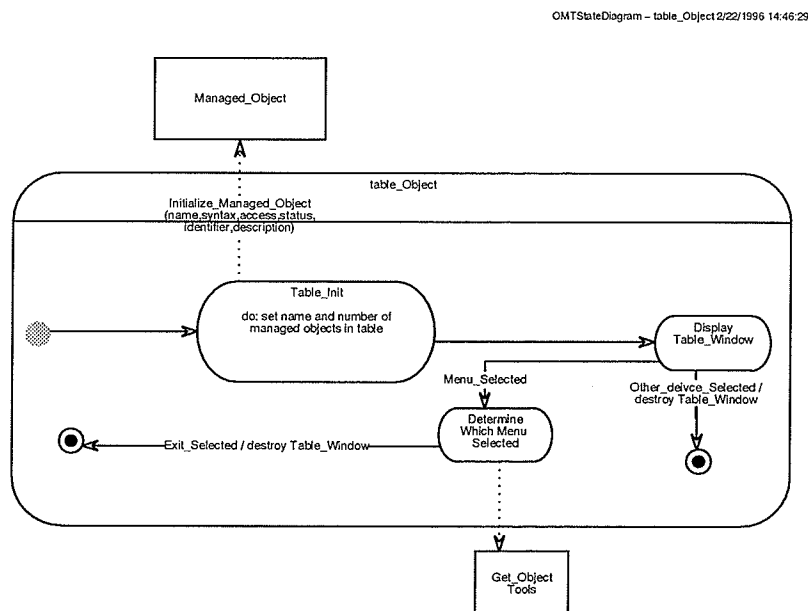 OMTStateDiagram – table_Object 2/22/1996 14:46:29
Managed_Object
table_Object
Initialize_Managed_Object
(name,syntax,access,status,
identifier,description)
Table_Init
do: set name and number of
managed objects in table
Display
Table_Window
Menu_Selected
Other_deivce_Selected /
destroy Table_Window
Determine
Which Menu
Selected
Exit_Selected / destroy Table_Window
Get_Object
Tools